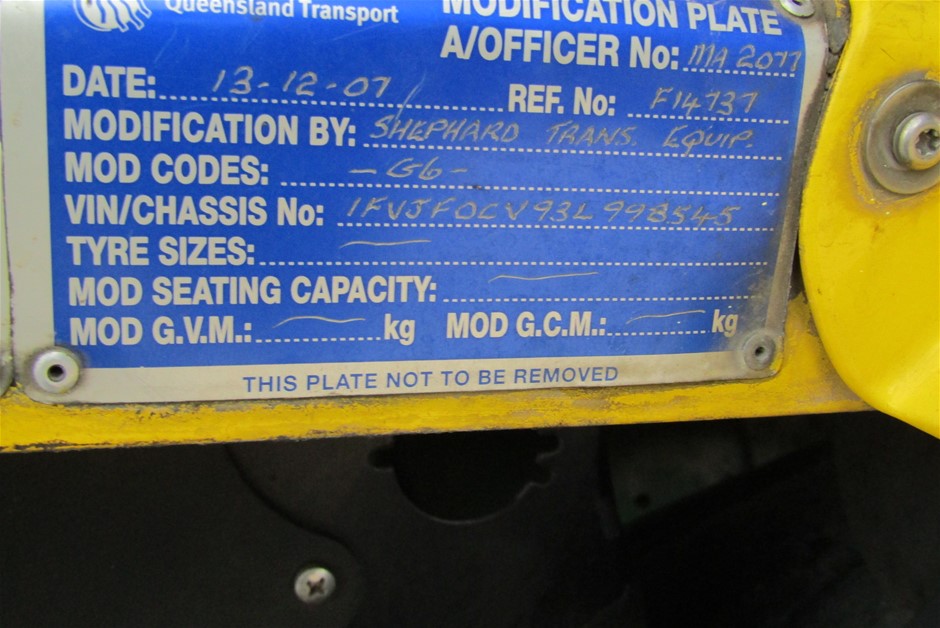 Queensland Transport
MODIFICATION PLATE
A/OFFICER No: MA 2077
DATE: 13-12-07
REF. No: F14737
MODIFICATION BY: SHEPHARD TRANS. EQUIP.
MOD CODES: -G6-
VIN/CHASSIS No: 1FVJF0CV93L998545
TYRE SIZES:
MOD SEATING CAPACITY:
MOD G.V.M.: kg MOD G.C.M.: kg
THIS PLATE NOT TO BE REMOVED